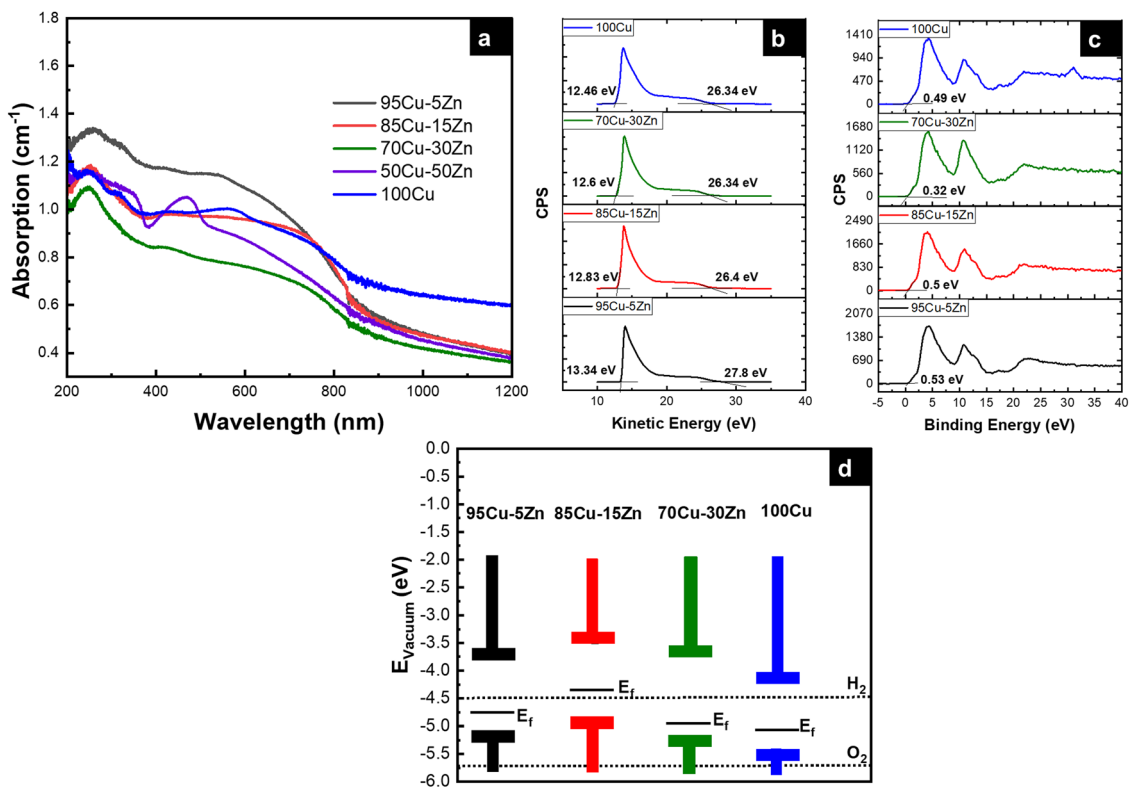 a
1.8
1.6
1.4
1.2
1.0
0.8
0.6
0.4
Absorption (cm⁻¹)
95Cu-5Zn
85Cu-15Zn
70Cu-30Zn
50Cu-50Zn
100Cu
200 400 600 800 1000 1200
Wavelength (nm)
b
100Cu
12.46 eV 26.34 eV
70Cu-30Zn
12.6 eV 26.34 eV
85Cu-15Zn
12.83 eV 26.4 eV
95Cu-5Zn
13.34 eV 27.8 eV
CPS
10 20 30 40
Kinetic Energy (eV)
c
1410
940
470
0
100Cu
0.49 eV
1680
1120
560
0
70Cu-30Zn
0.32 eV
2490
1660
830
0
85Cu-15Zn
0.5 eV
2070
1380
690
0
95Cu-5Zn
0.53 eV
CPS
-5 0 5 10 15 20 25 30 35 40
Binding Energy (eV)
d
0.0
-0.5
-1.0
-1.5
-2.0
-2.5
-3.0
-3.5
-4.0
-4.5
-5.0
-5.5
-6.0
E_Vacuum (eV)
95Cu-5Zn 85Cu-15Zn 70Cu-30Zn 100Cu
E_f
E_f
E_f
E_f
H₂
O₂